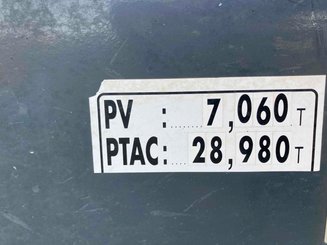 PV : ........ 7,060 .T
PTAC: ..28,980 T